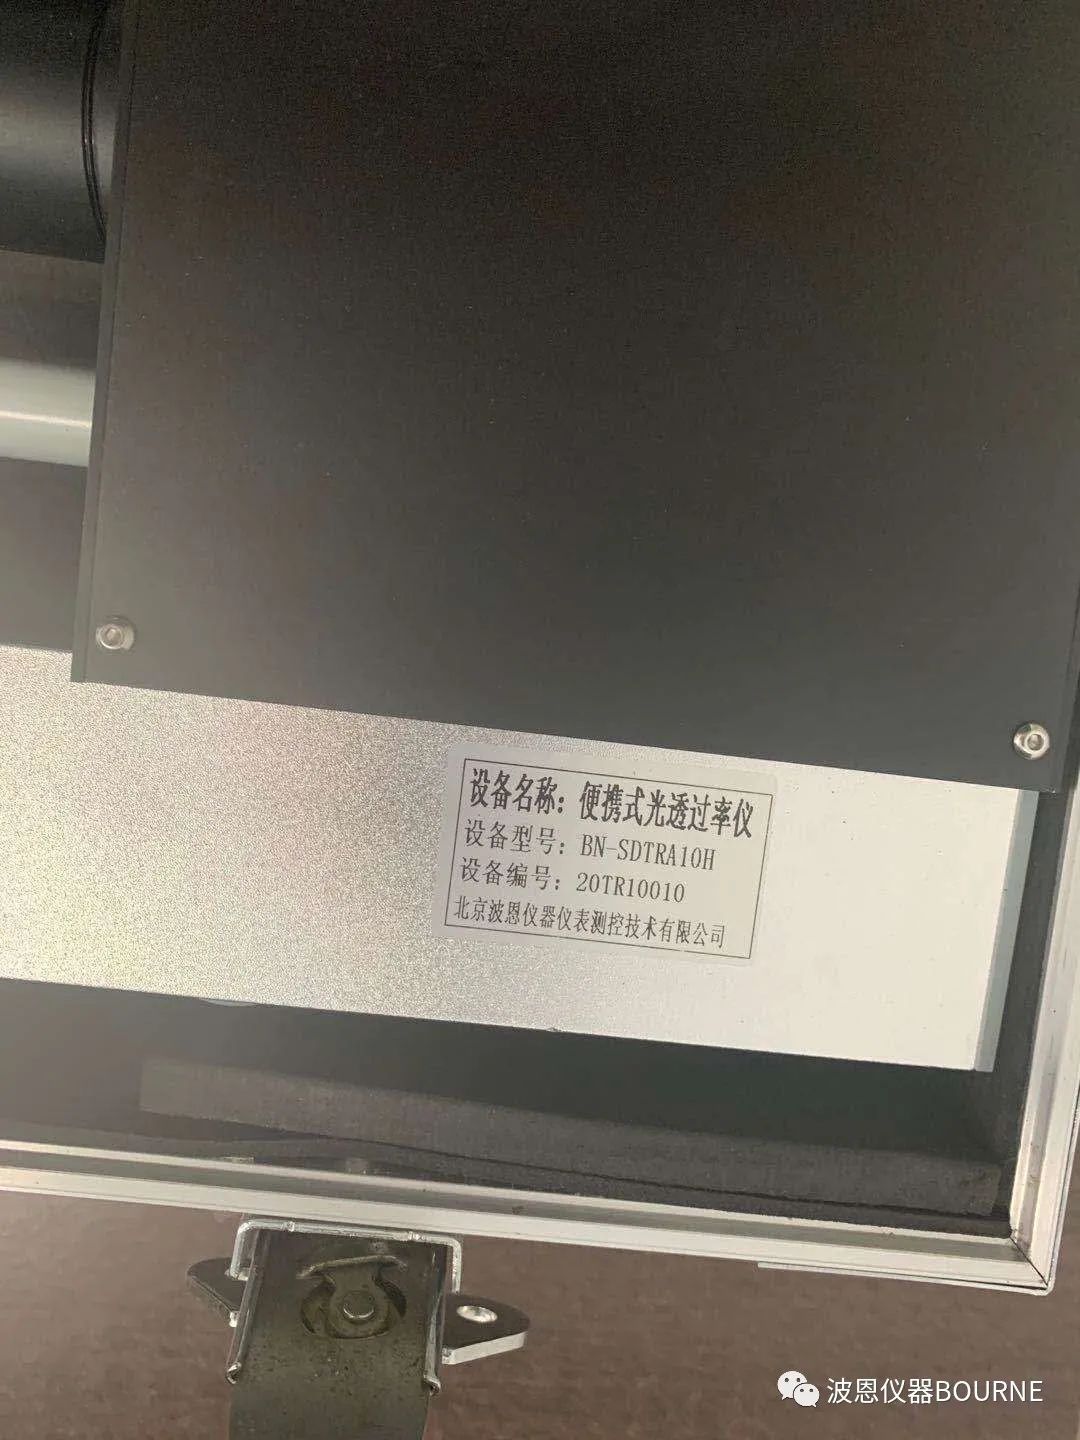 设备名称：便携式光透过率仪
设备型号：BN-SDTRA10H
设备编号：20TR10010
北京波恩仪器仪表测控技术有限公司
波恩仪器BOURNE